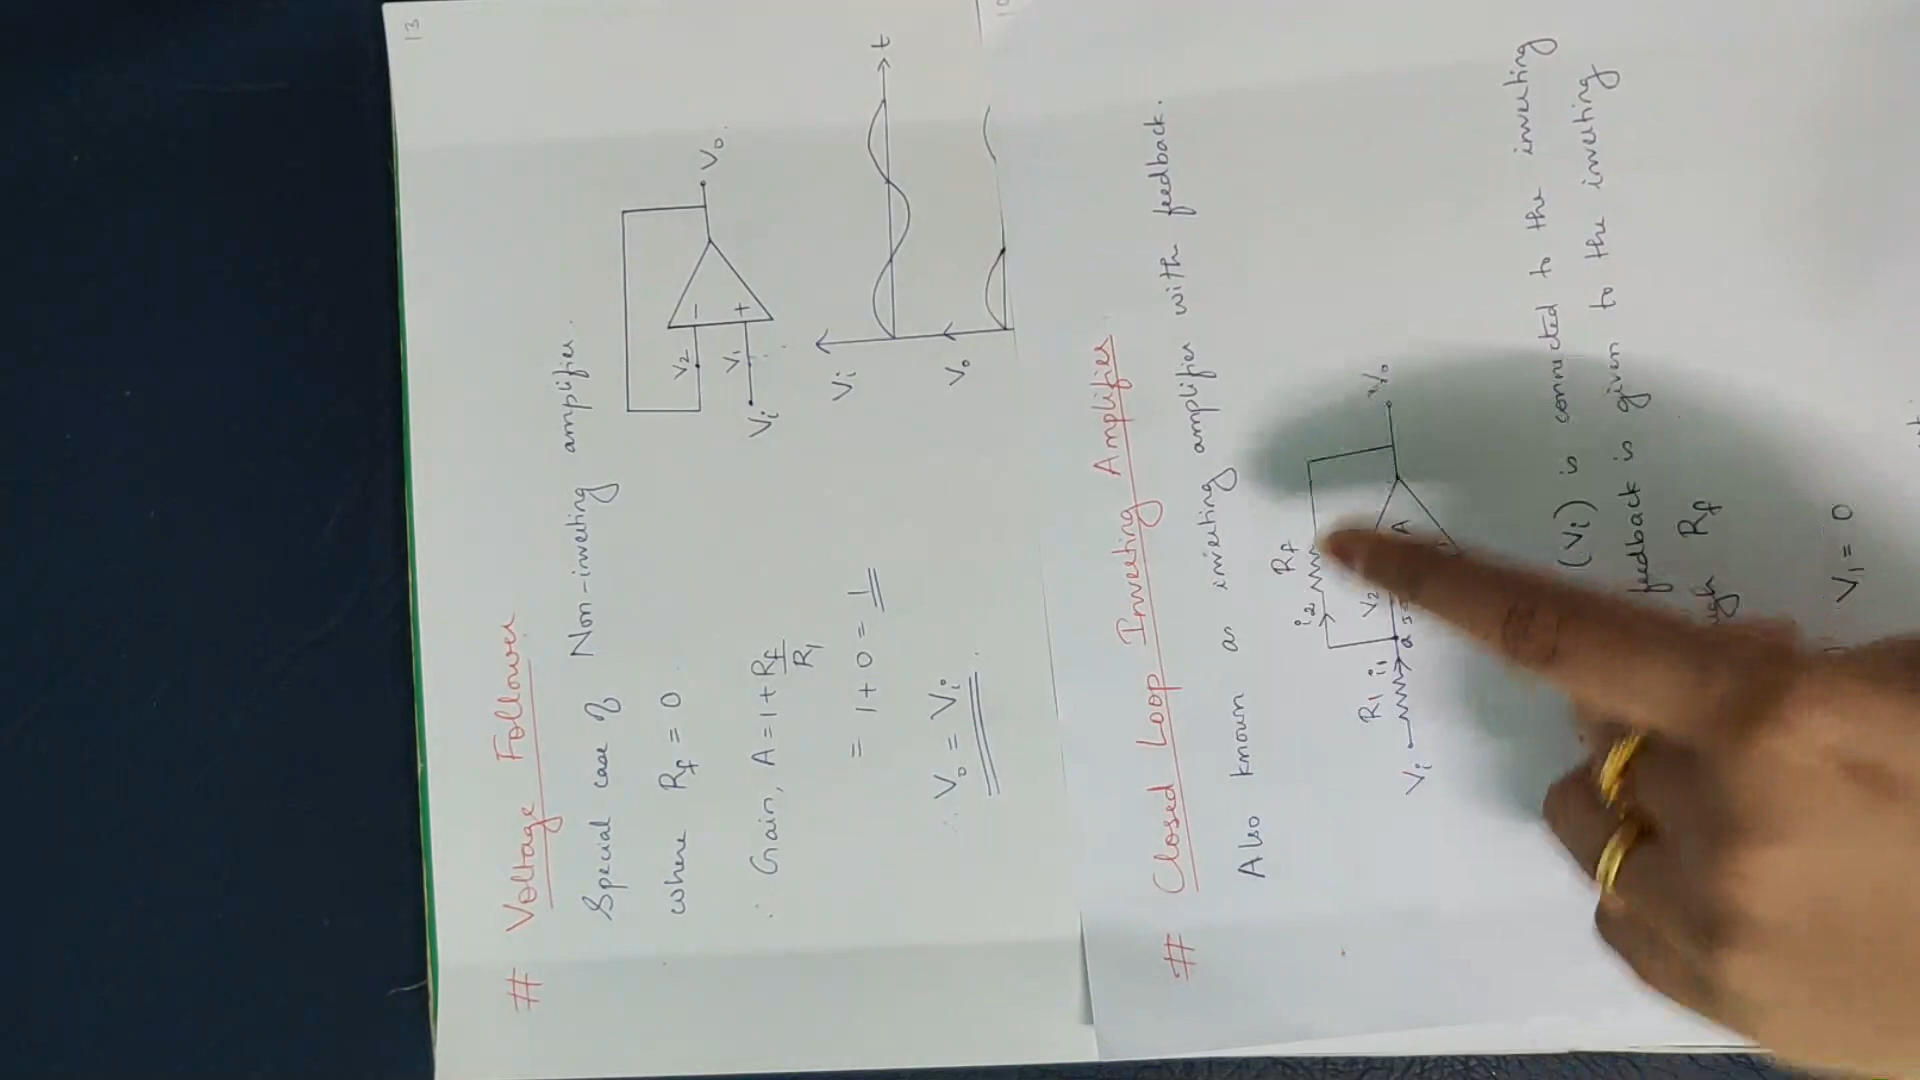 13
# Voltage Follower
Special case of Non-inverting amplifier.
where Rf = 0.
∴ Gain, A = 1 + Rf/R1
= 1 + 0 = 1
∴ Vo = Vi.
V2
V1
Vi
−
+
Vo.
Vi
t
Vo
# Closed Loop Inverting Amplifier
Also known as inverting amplifier with feedback.
Rf
i2
R1 i1
Vi
a
V2
A
Vo
(Vi) is connected to the inverting
feedback is given to the inverting
Rf
V1 = 0